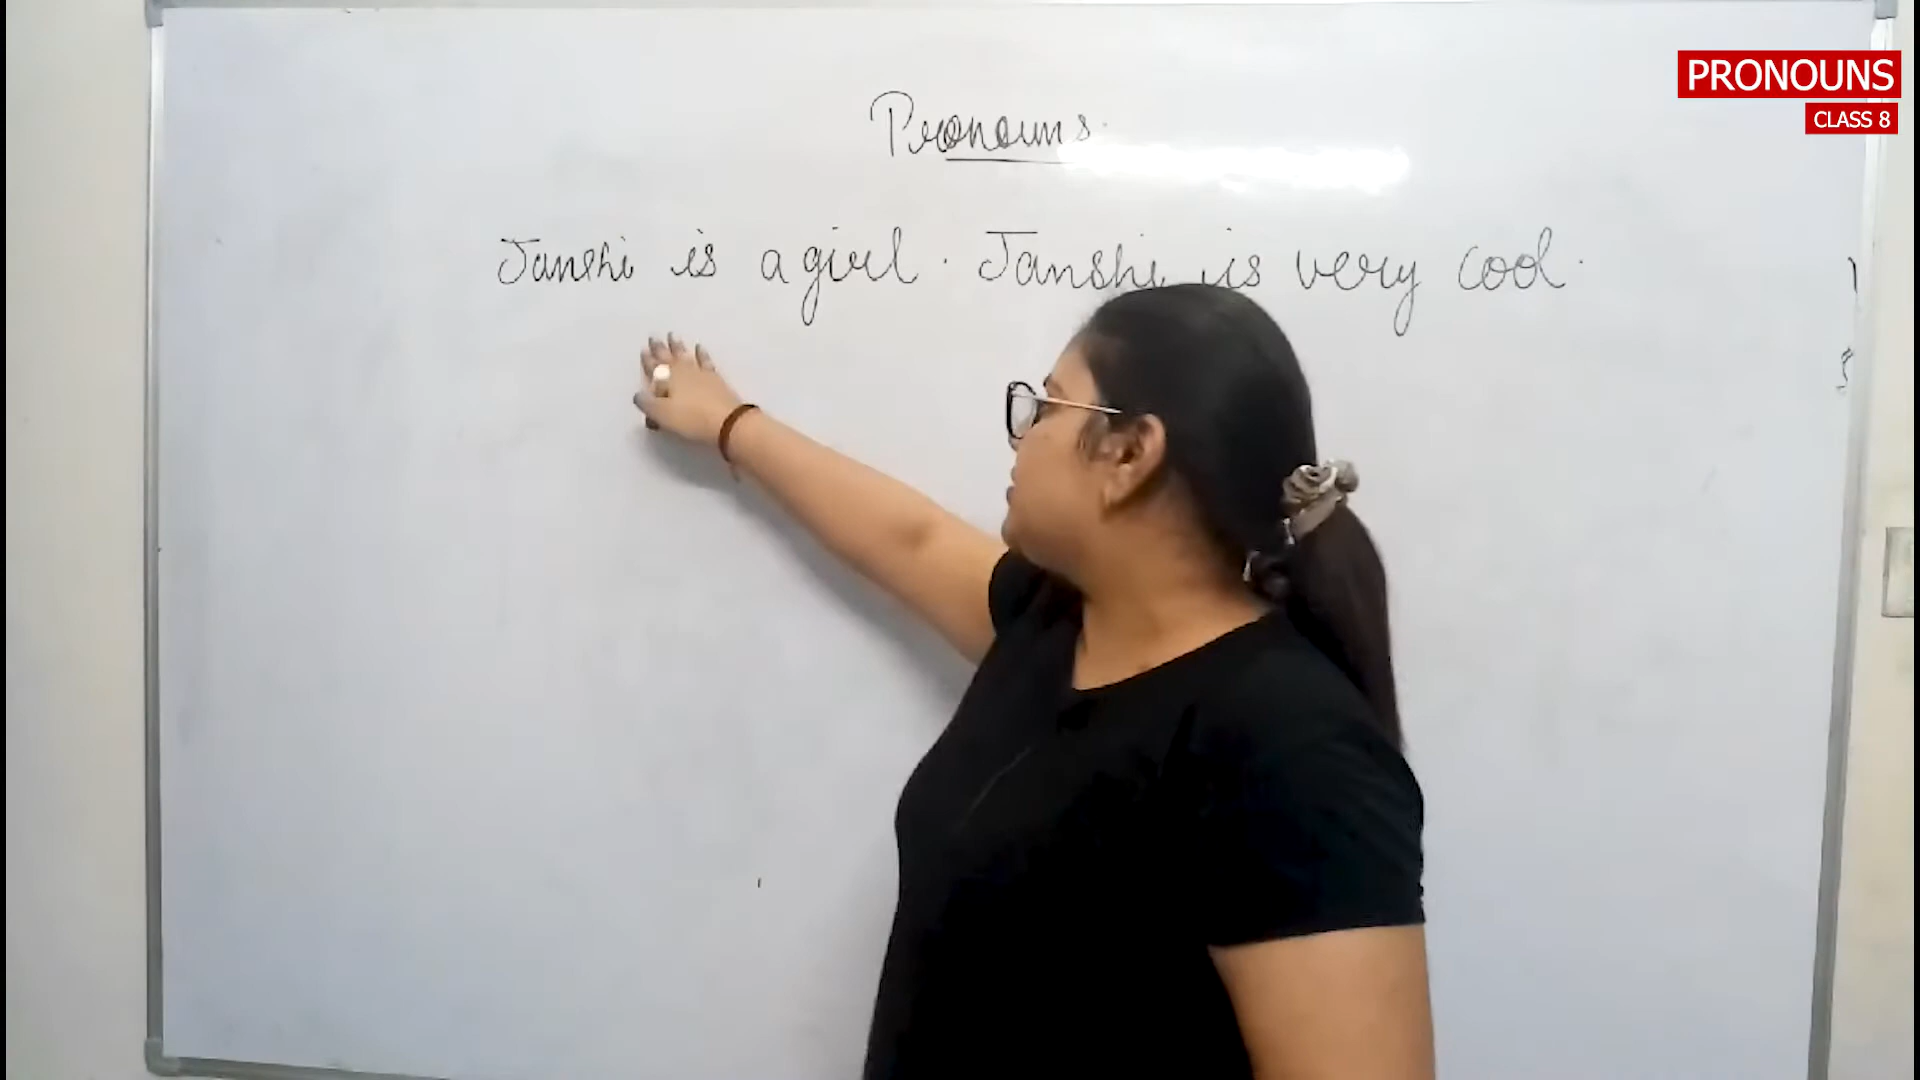 PRONOUNS
CLASS 8
Pronouns.
Janshi is a girl. Janshi is very cool.